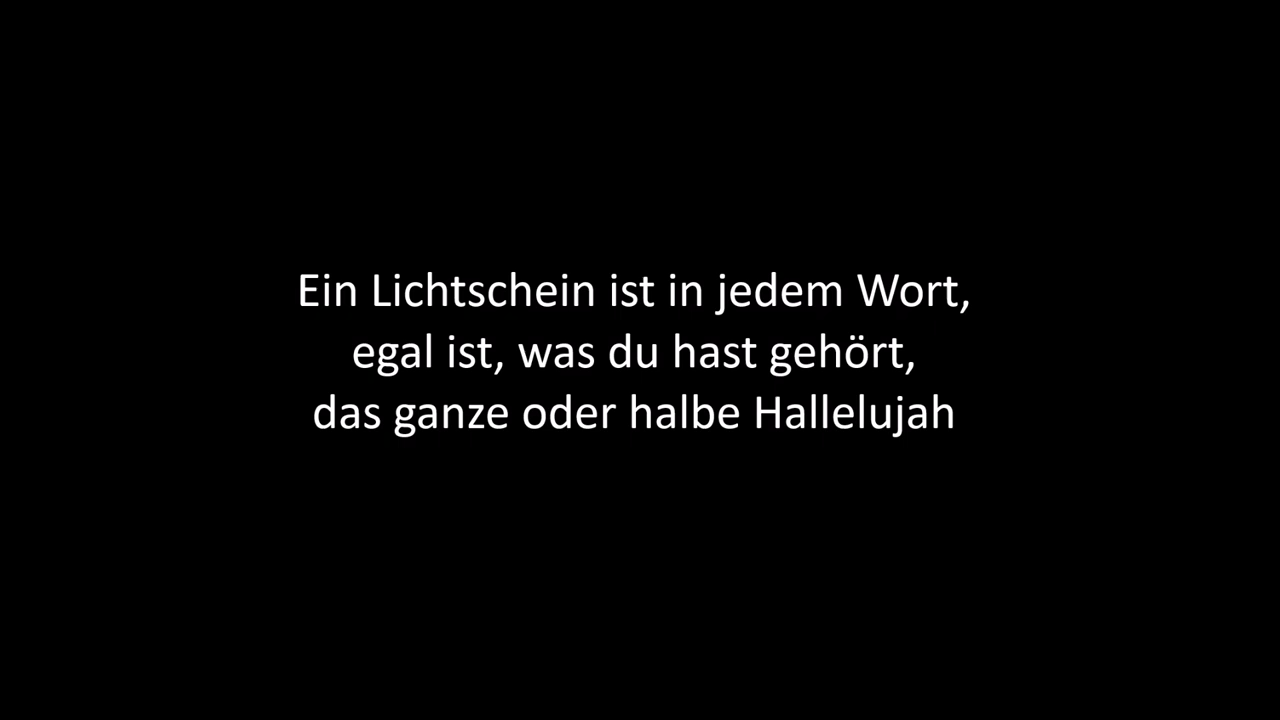 Ein Lichtschein ist in jedem Wort,
egal ist, was du hast gehört,
das ganze oder halbe Hallelujah